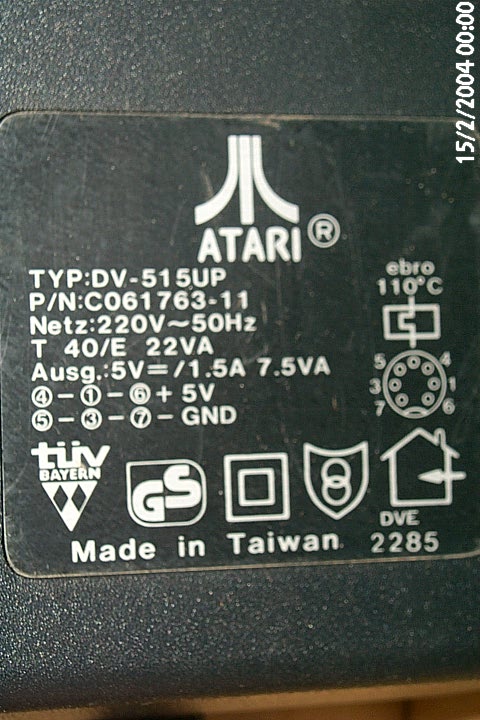 15/2/2004 00:00
ATARI®
TYP:DV-515UP
P/N:C061763-11
Netz:220V~50Hz
T 40/E 22VA
Ausg.:5V⎓/1.5A 7.5VA
④-①-⑥+5V
⑤-③-⑦-GND
ebro
110°C
5 4
3 1
7 6
TÜV
BAYERN
GS
DVE
Made in Taiwan 2285